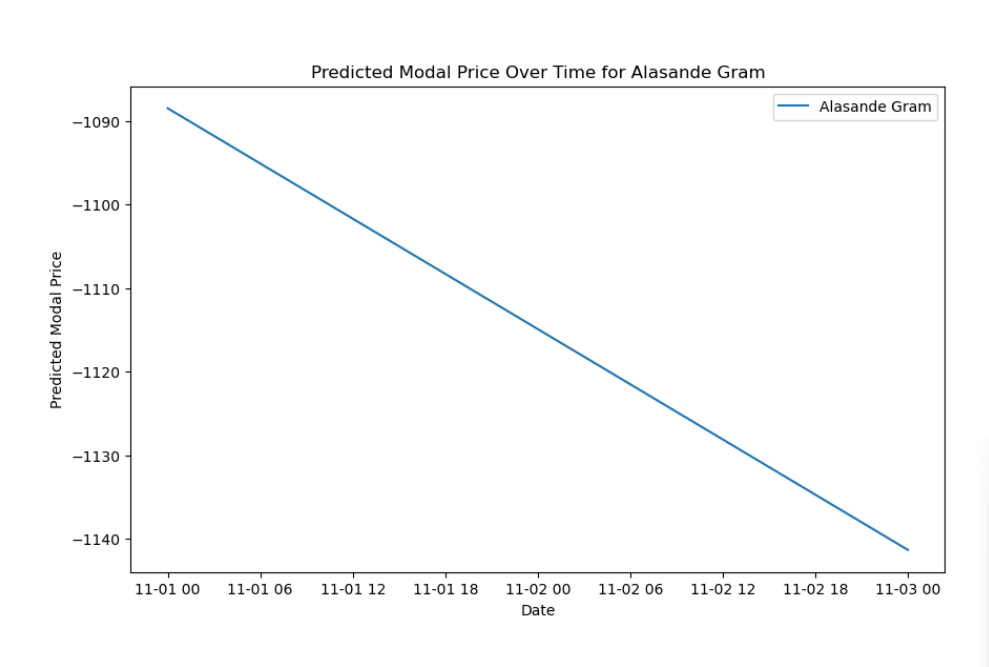 Predicted Modal Price Over Time for Alasande Gram
Alasande Gram
Predicted Modal Price
−1090
−1100
−1110
−1120
−1130
−1140
11-01 00 11-01 06 11-01 12 11-01 18 11-02 00 11-02 06 11-02 12 11-02 18 11-03 00
Date